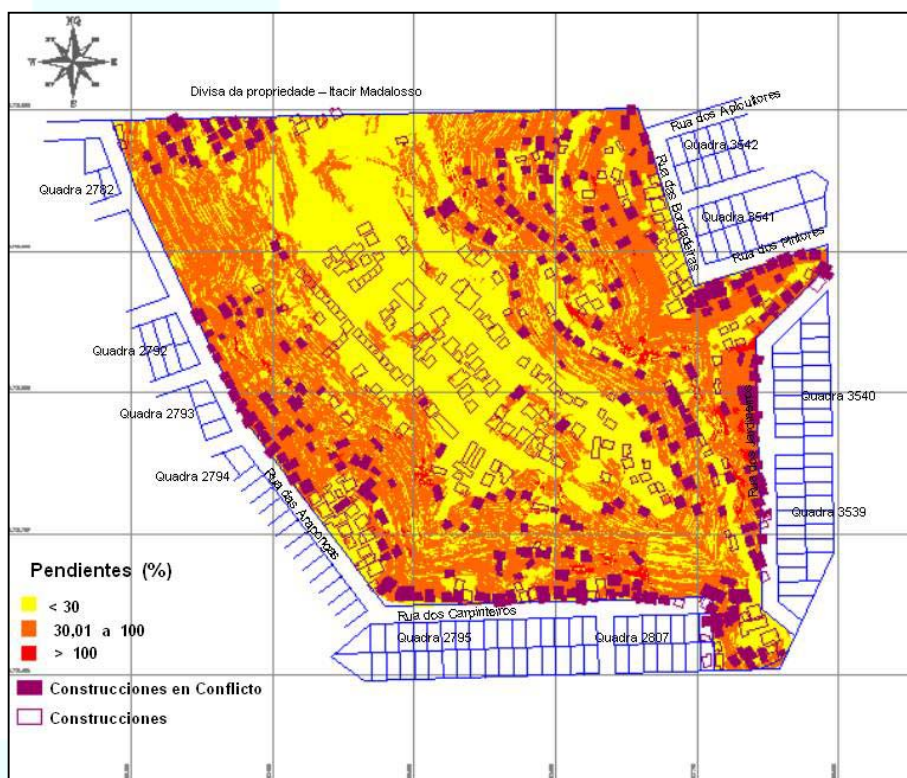 NQ
W
E
S
Divisa da propriedade – Itacir Madalosso
Rua dos Apicultores
Quadra 3542
Quadra 2782
Rua das Bordadeiras
Quadra 3541
Rua dos Pintores
Quadra 2792
Quadra 3540
Quadra 2793
Rua dos Jardineiros
Quadra 2794
Rua das Arapongas
Quadra 3539
Pendientes (%)
< 30
30,01 a 100
> 100
Rua dos Carpinteiros
Quadra 2795
Quadra 2807
Construcciones en Conflicto
Construcciones